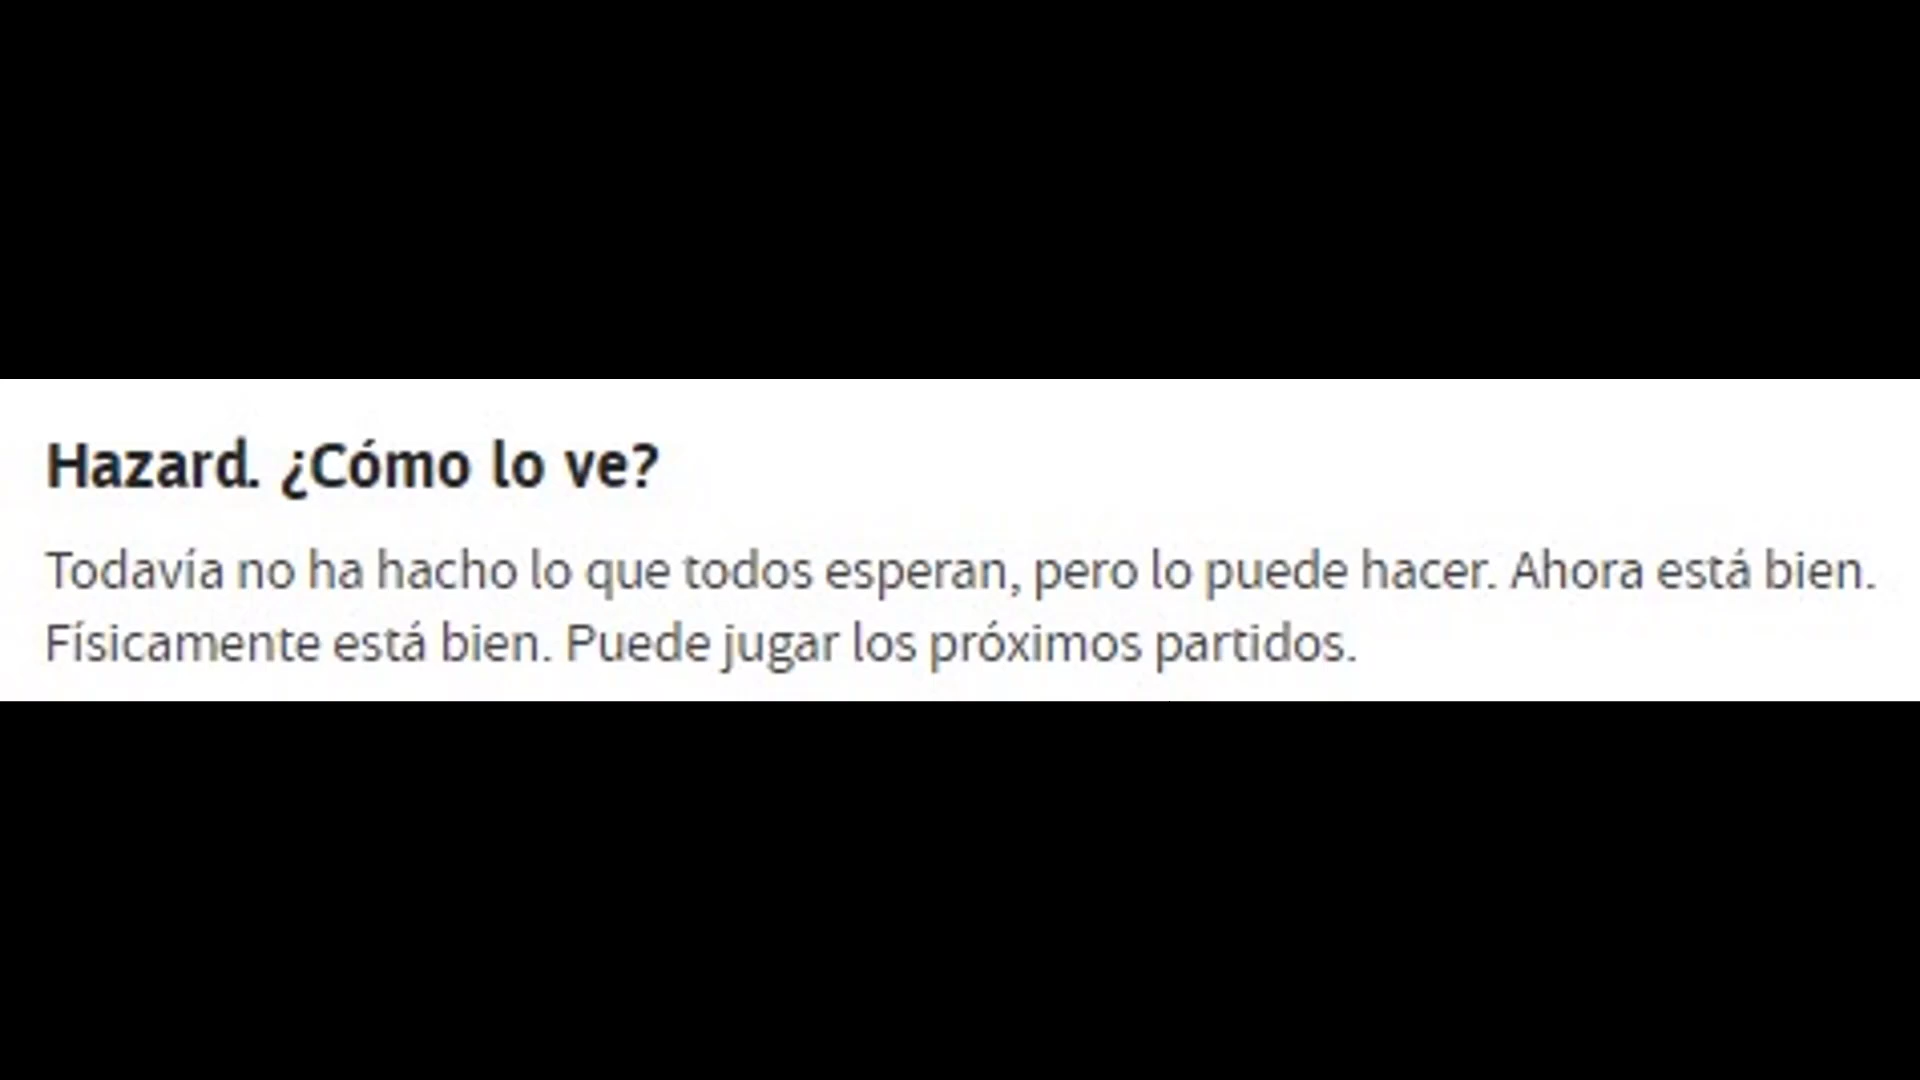 Hazard. ¿Cómo lo ve?
Todavía no ha hacho lo que todos esperan, pero lo puede hacer. Ahora está bien.
Físicamente está bien. Puede jugar los próximos partidos.